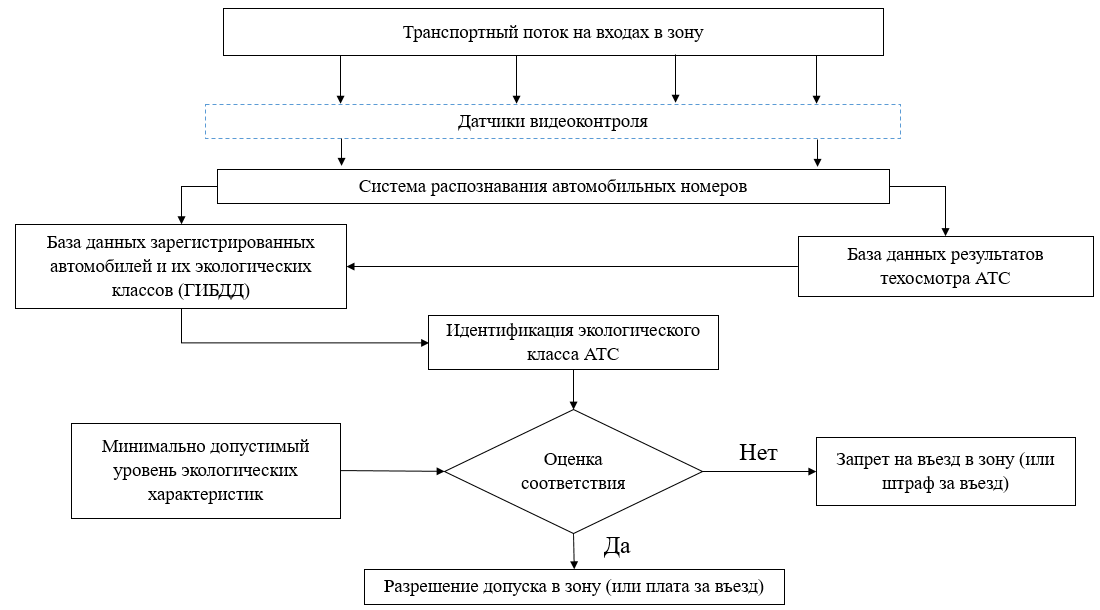 Транспортный поток на входах в зону
Датчики видеоконтроля
Система распознавания автомобильных номеров
База данных зарегистрированных
автомобилей и их экологических
классов (ГИБДД)
База данных результатов
техосмотра АТС
Идентификация экологического
класса АТС
Минимально допустимый
уровень экологических
характеристик
Оценка
соответствия
Нет
Запрет на въезд в зону (или
штраф за въезд)
Да
Разрешение допуска в зону (или плата за въезд)